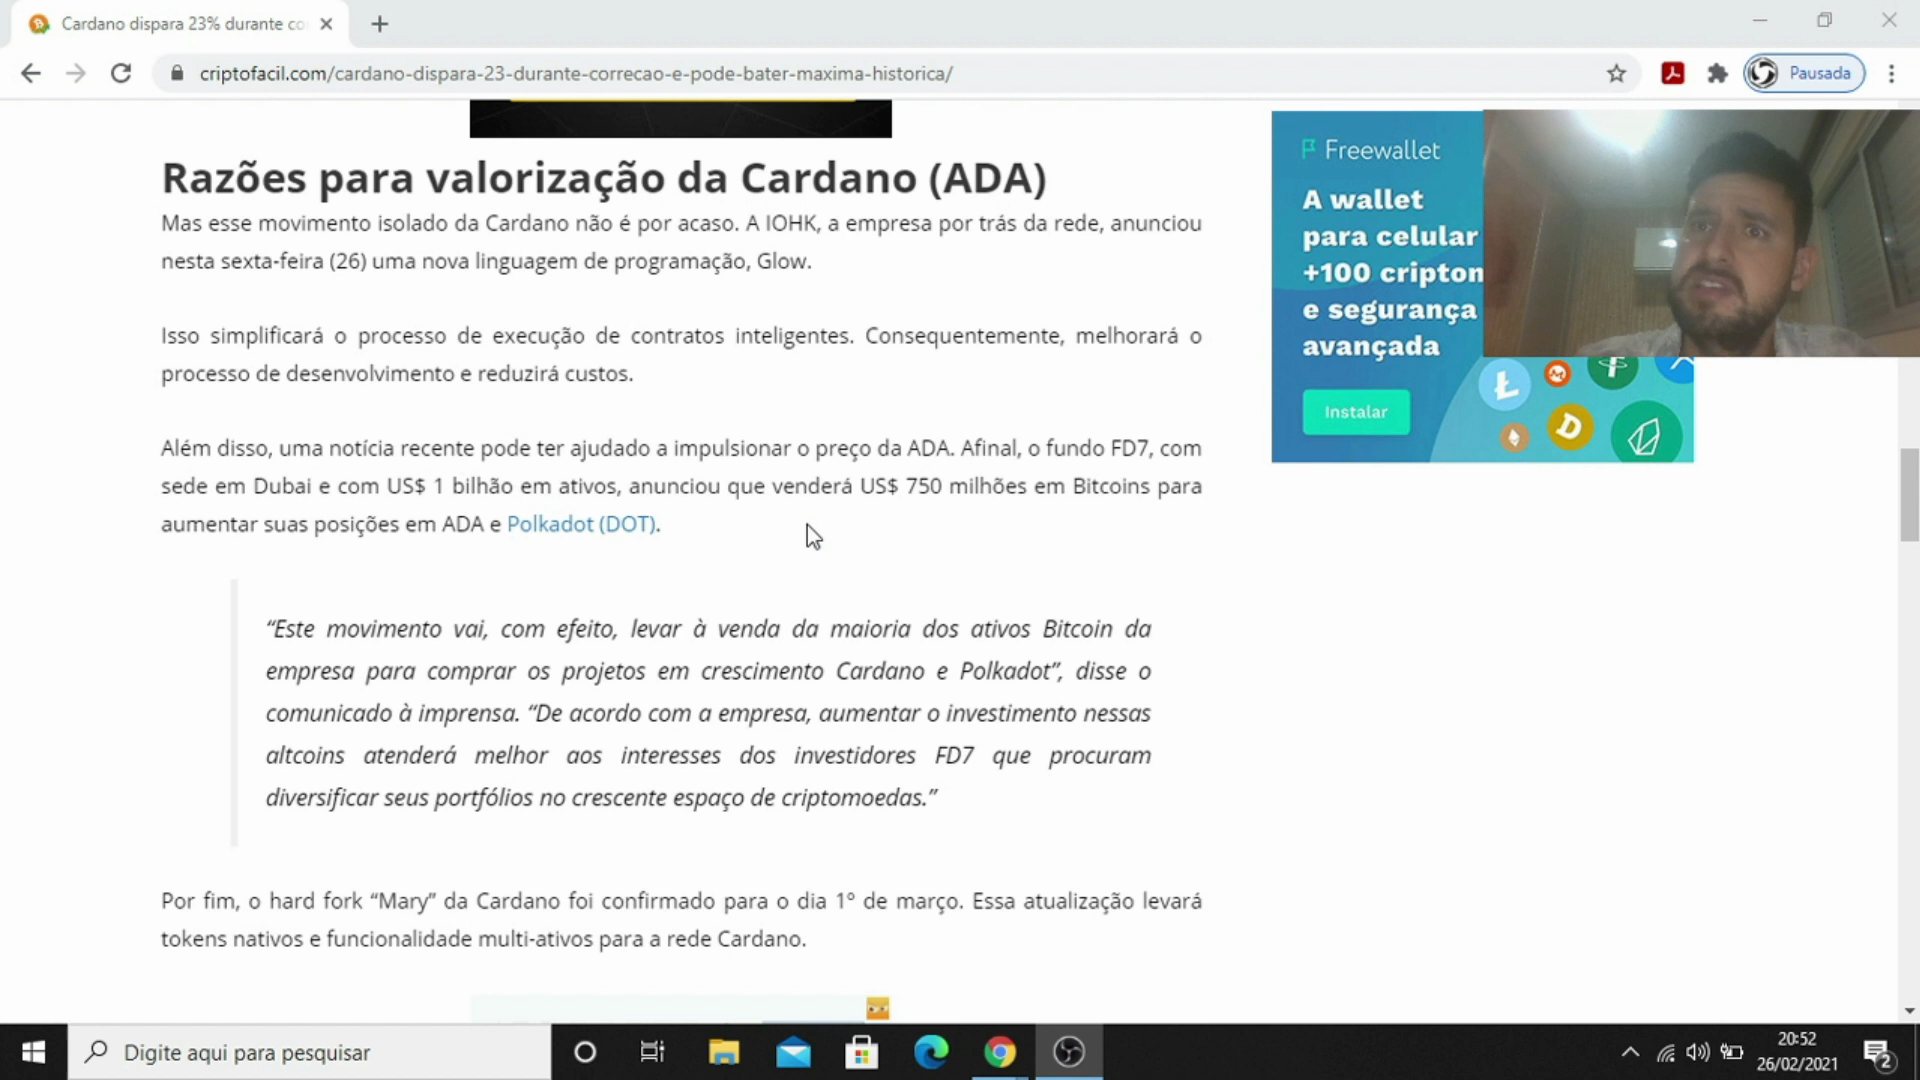 Cardano dispara 23% durante co
criptofacil.com/cardano-dispara-23-durante-correcao-e-pode-bater-maxima-historica/
Pausada
Razões para valorização da Cardano (ADA)
Mas esse movimento isolado da Cardano não é por acaso. A IOHK, a empresa por trás da rede, anunciou
nesta sexta-feira (26) uma nova linguagem de programação, Glow.
Isso simplificará o processo de execução de contratos inteligentes. Consequentemente, melhorará o
processo de desenvolvimento e reduzirá custos.
Além disso, uma notícia recente pode ter ajudado a impulsionar o preço da ADA. Afinal, o fundo FD7, com
sede em Dubai e com US$ 1 bilhão em ativos, anunciou que venderá US$ 750 milhões em Bitcoins para
aumentar suas posições em ADA e Polkadot (DOT).
“Este movimento vai, com efeito, levar à venda da maioria dos ativos Bitcoin da
empresa para comprar os projetos em crescimento Cardano e Polkadot”, disse o
comunicado à imprensa. “De acordo com a empresa, aumentar o investimento nessas
altcoins atenderá melhor aos interesses dos investidores FD7 que procuram
diversificar seus portfólios no crescente espaço de criptomoedas.”
Por fim, o hard fork “Mary” da Cardano foi confirmado para o dia 1º de março. Essa atualização levará
tokens nativos e funcionalidade multi-ativos para a rede Cardano.
Freewallet
A wallet
para celular
+100 cripton
e segurança
avançada
Instalar
Digite aqui para pesquisar
20:52
26/02/2021
2